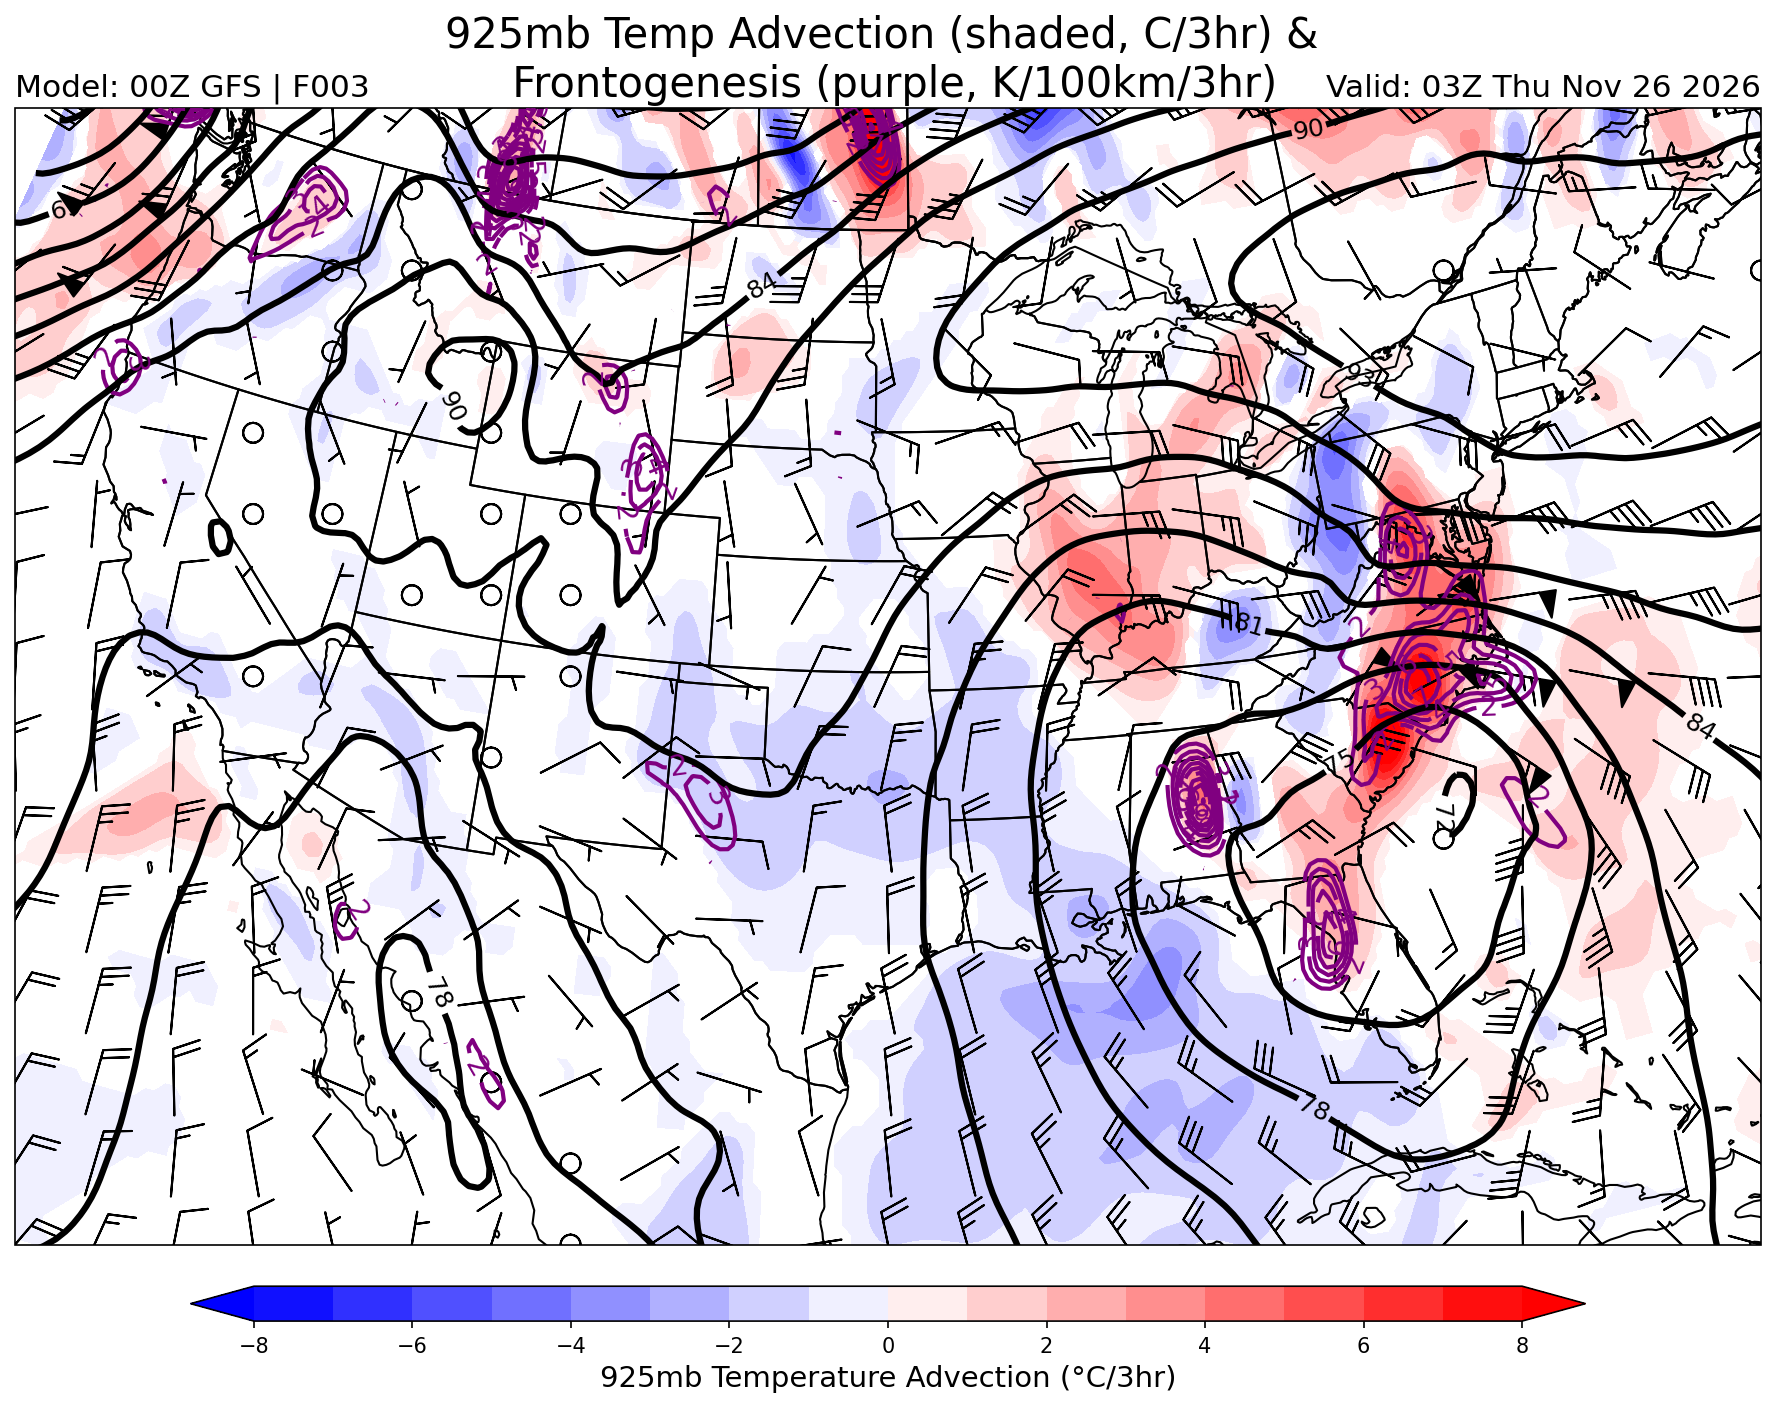 925mb Temp Advection (shaded, C/3hr) &
Frontogenesis (purple, K/100km/3hr)
Model: 00Z GFS | F003
Valid: 03Z Thu Nov 26 2026
90
84
93
90
81
84
75
72
78
78
−8 −6 −4 −2 0 2 4 6 8
925mb Temperature Advection (°C/3hr)